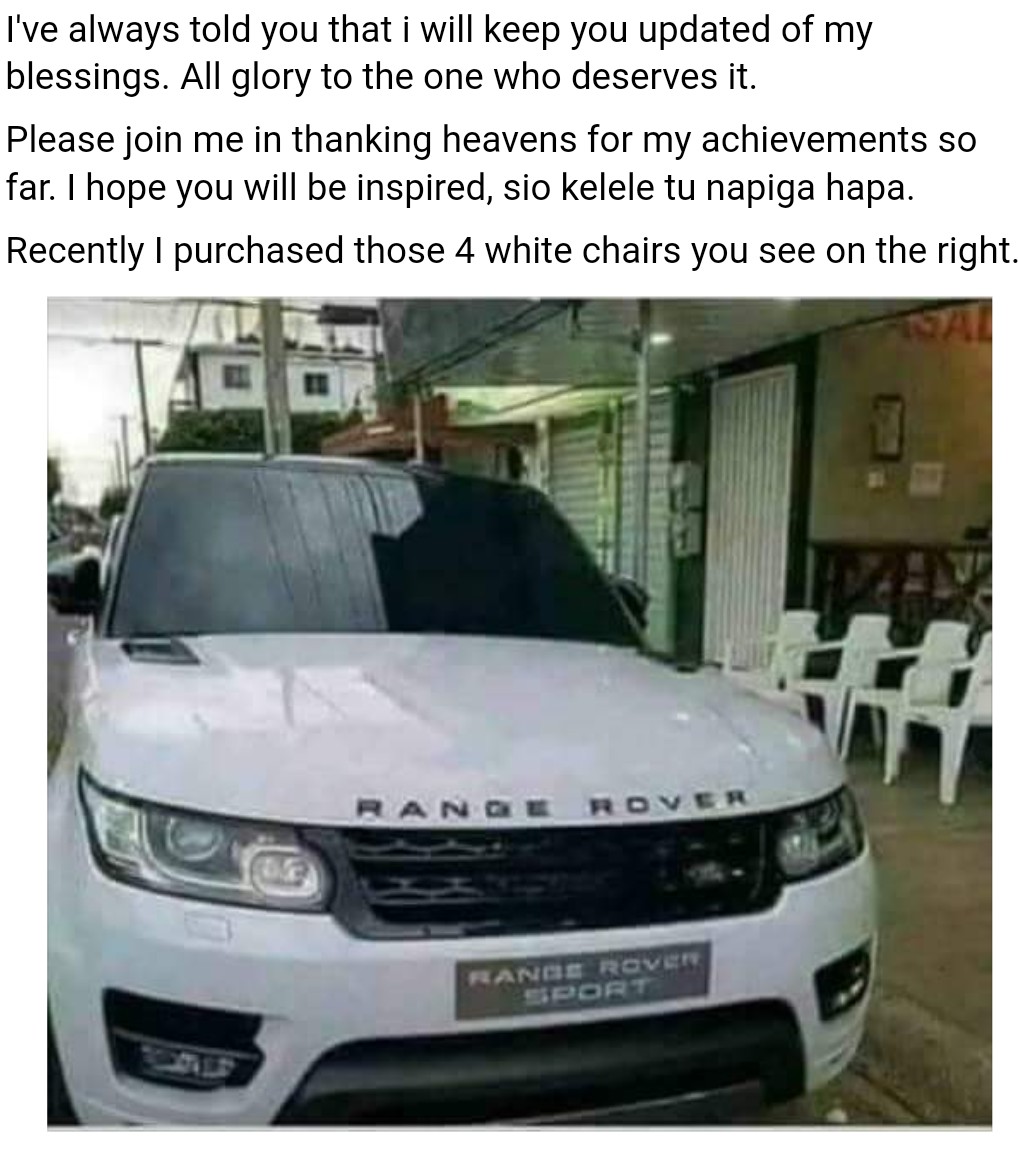 I've always told you that i will keep you updated of my
blessings. All glory to the one who deserves it.
Please join me in thanking heavens for my achievements so
far. I hope you will be inspired, sio kelele tu napiga hapa.
Recently I purchased those 4 white chairs you see on the right.
RANGE ROVER
RANGE ROVER
SPORT